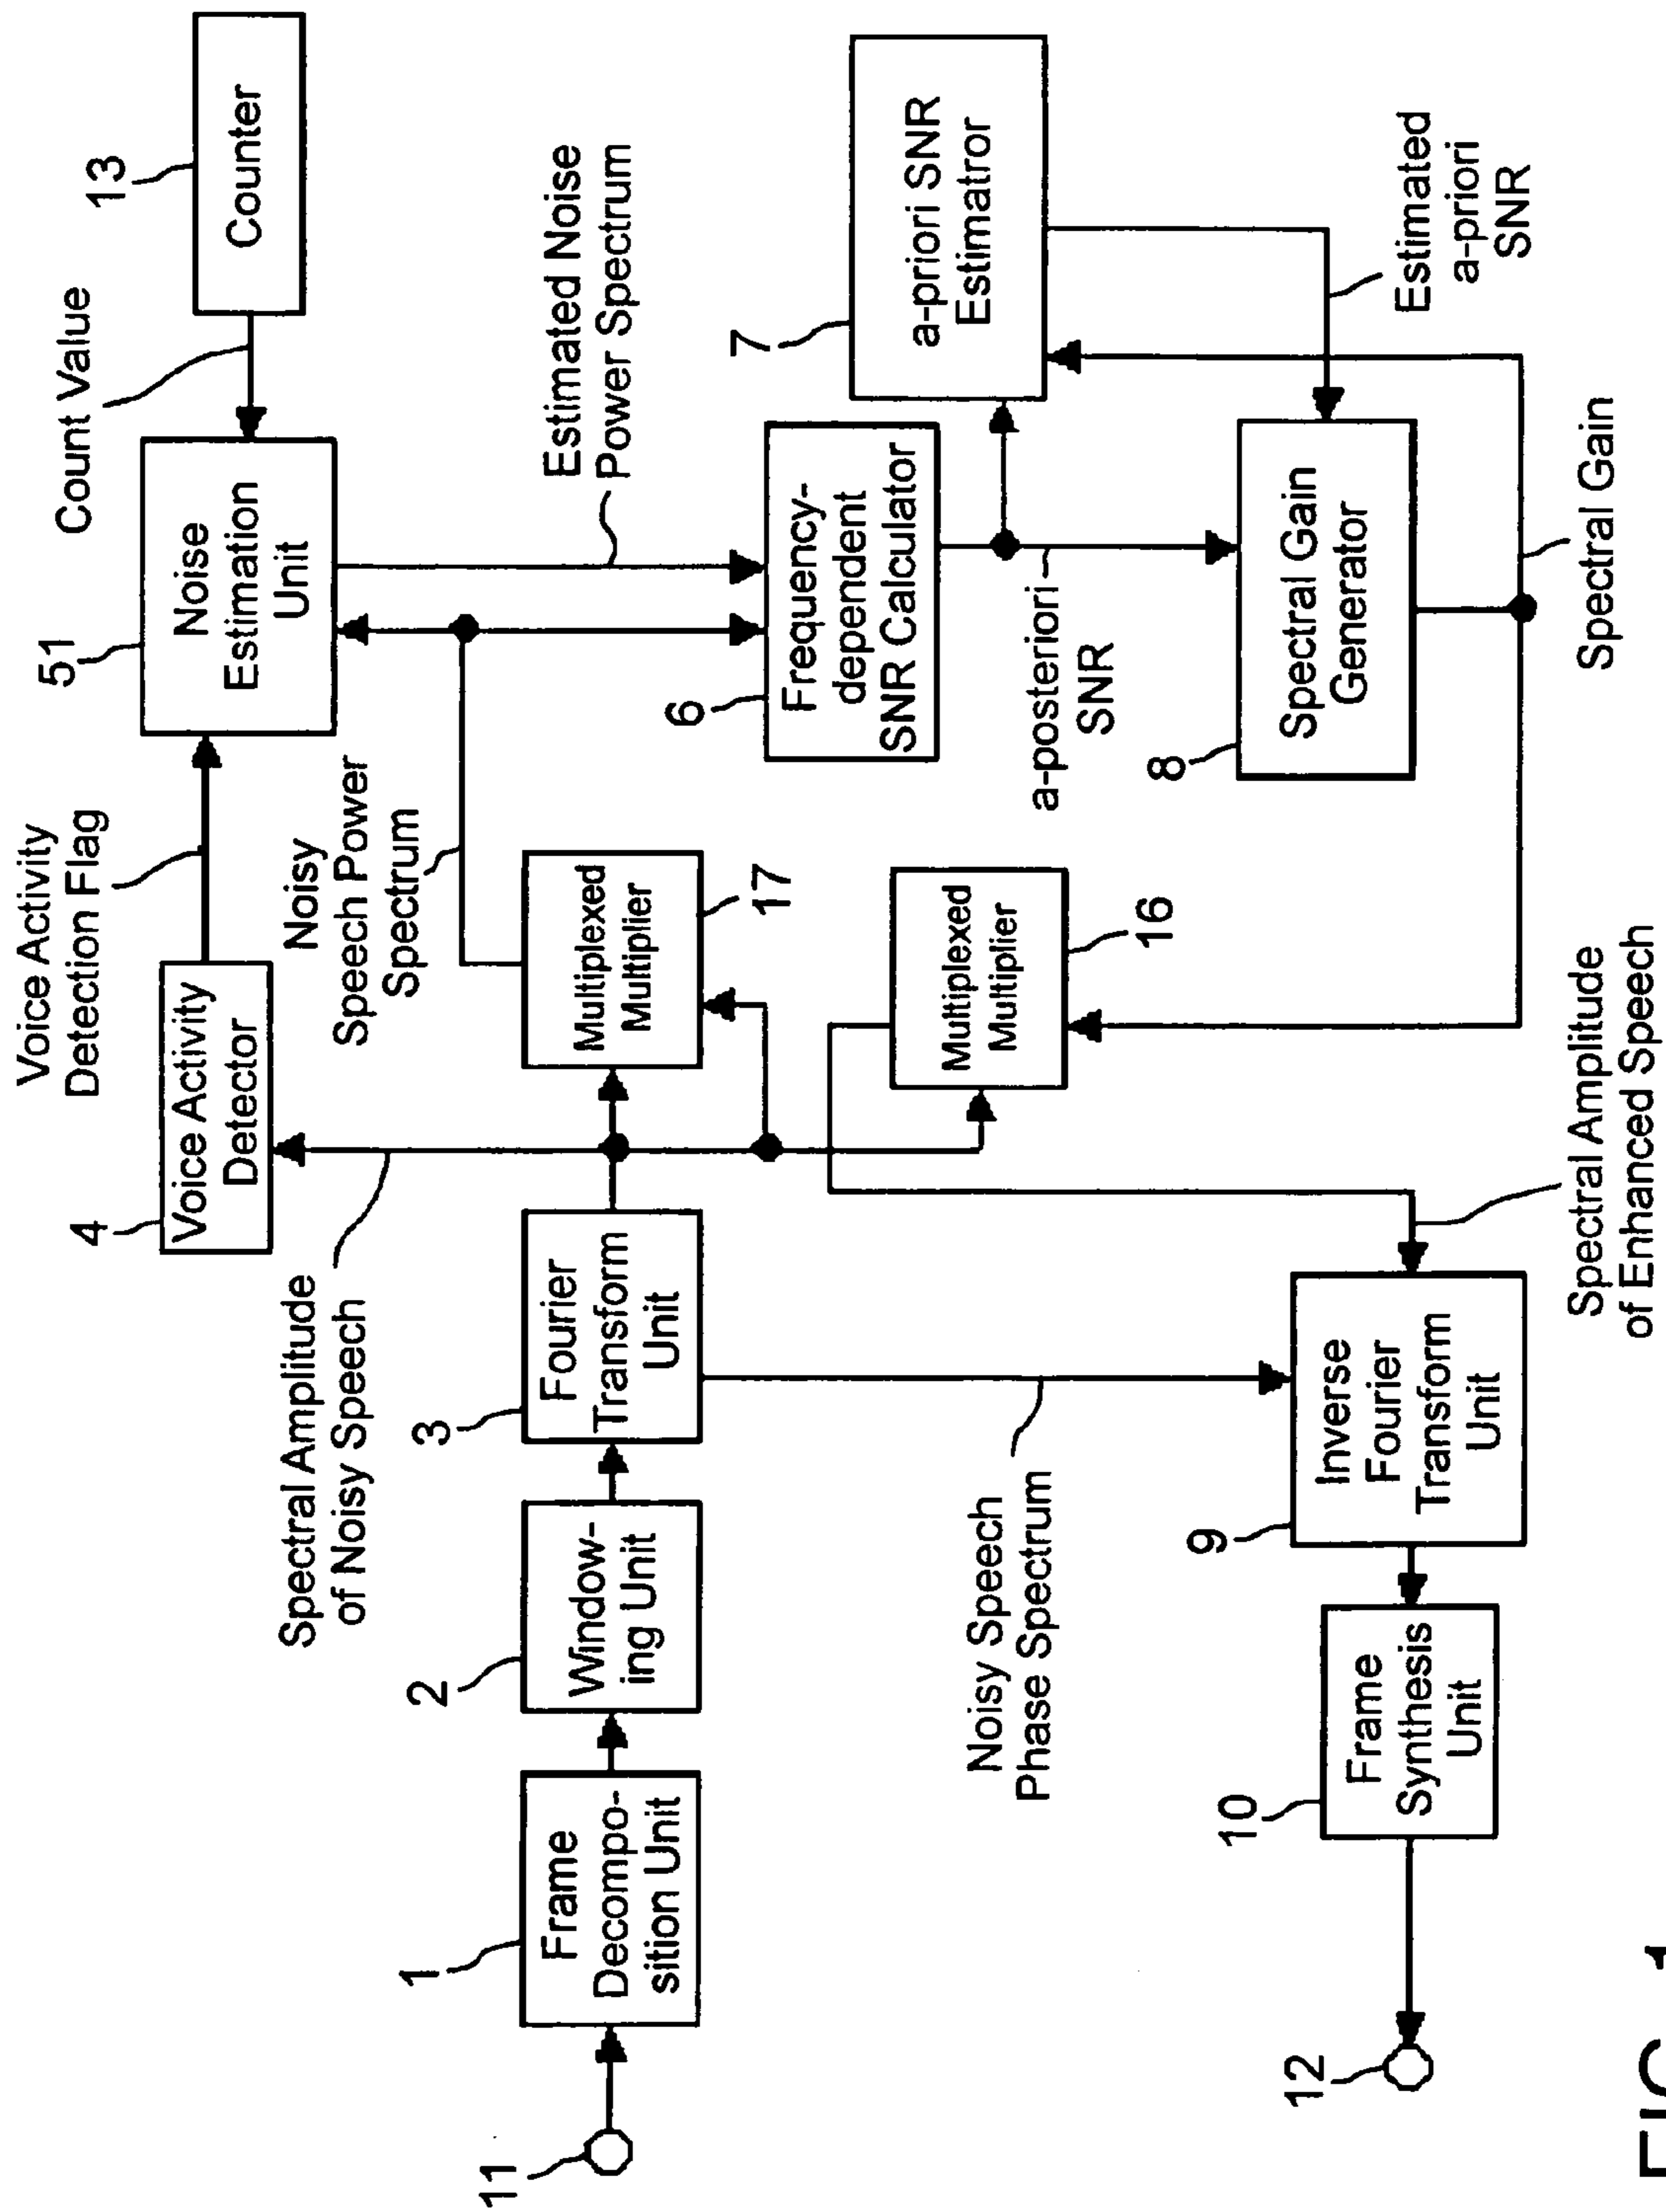 Voice Activity
Detection Flag
Count Value
4
Voice Activity
Detector
51
Noise
Estimation
Unit
13
Counter
Spectral Amplitude
of Noisy Speech
Noisy
Speech Power
Spectrum
Estimated Noise
Power Spectrum
11
1
Frame
Decompo-
sition Unit
2
Window-
ing Unit
3
Fourier
Transform
Unit
Multiplexed
Multiplier
17
6
Frequency-
dependent
SNR Calculator
7
a-priori SNR
Estimatror
Multiplexed
Multiplier
16
a-posteriori
SNR
Noisy Speech
Phase Spectrum
8
Spectral Gain
Generator
Estimated
a-priori
SNR
12
10
Frame
Synthesis
Unit
9
Inverse
Fourier
Transform
Unit
Spectral Amplitude
of Enhanced Speech
Spectral Gain
FIG. 1